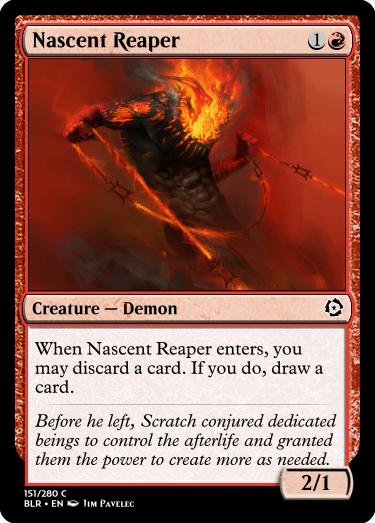 Nascent Reaper 1
Creature — Demon
When Nascent Reaper enters, you
may discard a card. If you do, draw a
card.
Before he left, Scratch conjured dedicated
beings to control the afterlife and granted
them the power to create more as needed.
2/1
151/280 C
BLR • EN Jim Pavelec